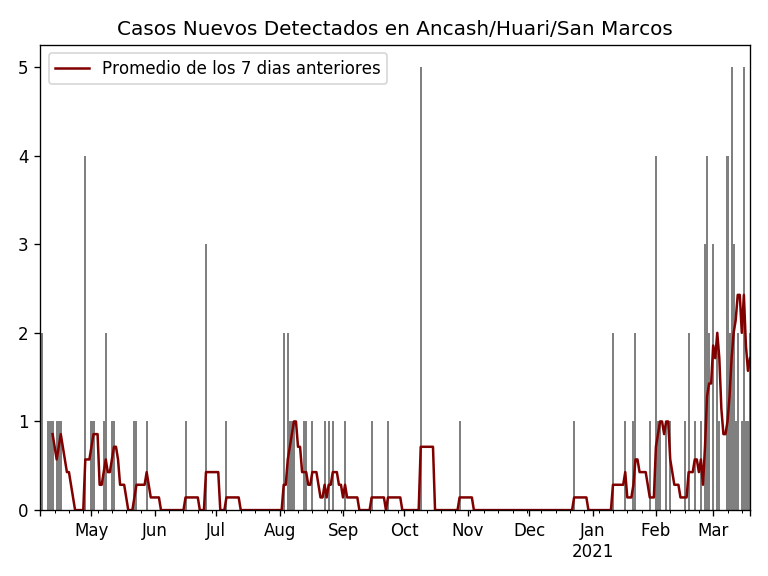 Casos Nuevos Detectados en Ancash/Huari/San Marcos
Promedio de los 7 dias anteriores
5
4
3
2
1
0
May Jun Jul Aug Sep Oct Nov Dec Jan Feb Mar
2021